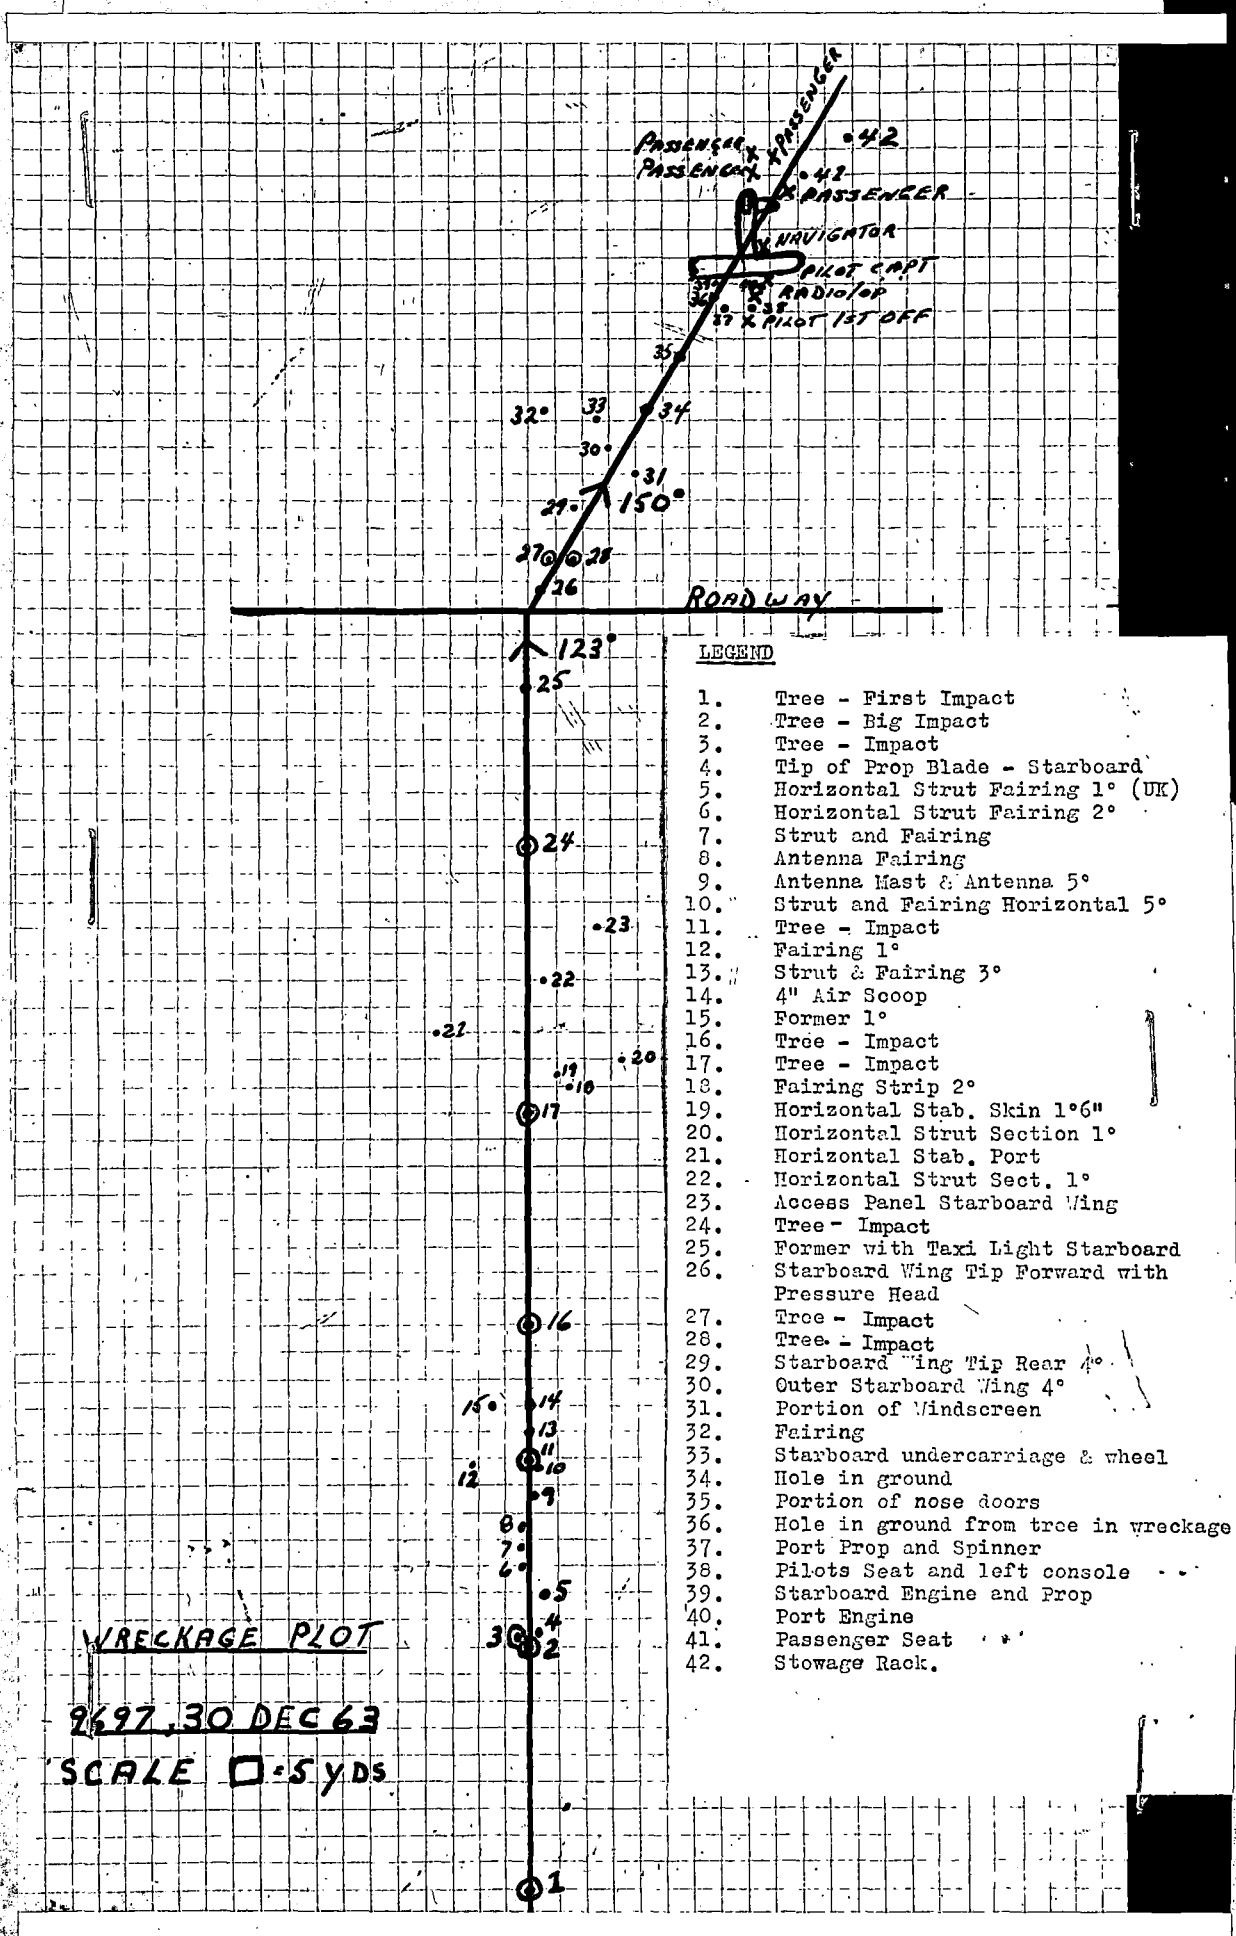 PASSENGER
PASSENGER
PASSENGER
42
41
PASSENGER
NAVIGATOR
PILOT CAPT
RADIO/OP
36
37
38
PILOT 1ST OFF
35
32
33
34
30
31
29
150°
27
28
26
ROADWAY
123°
25
24
23
22
21
20
19
18
17
16
15
14
13
11
10
12
9
8
7
6
5
4
3
2
1
WRECKAGE PLOT
9697, 30 DEC 63
SCALE □ = 5 YDS
LEGEND
1. Tree - First Impact
2. Tree - Big Impact
3. Tree - Impact
4. Tip of Prop Blade - Starboard
5. Horizontal Strut Fairing 1° (UK)
6. Horizontal Strut Fairing 2°
7. Strut and Fairing
8. Antenna Fairing
9. Antenna Mast & Antenna 5°
10. Strut and Fairing Horizontal 5°
11. Tree - Impact
12. Fairing 1°
13. Strut & Fairing 3°
14. 4" Air Scoop
15. Former 1°
16. Tree - Impact
17. Tree - Impact
18. Fairing Strip 2°
19. Horizontal Stab. Skin 1°6"
20. Horizontal Strut Section 1°
21. Horizontal Stab. Port
22. Horizontal Strut Sect. 1°
23. Access Panel Starboard Wing
24. Tree - Impact
25. Former with Taxi Light Starboard
26. Starboard Wing Tip Forward with
Pressure Head
27. Tree - Impact
28. Tree - Impact
29. Starboard Wing Tip Rear 4°
30. Outer Starboard Wing 4°
31. Portion of Windscreen
32. Fairing
33. Starboard undercarriage & wheel
34. Hole in ground
35. Portion of nose doors
36. Hole in ground from tree in wreckage
37. Port Prop and Spinner
38. Pilots Seat and left console
39. Starboard Engine and Prop
40. Port Engine
41. Passenger Seat
42. Stowage Rack.